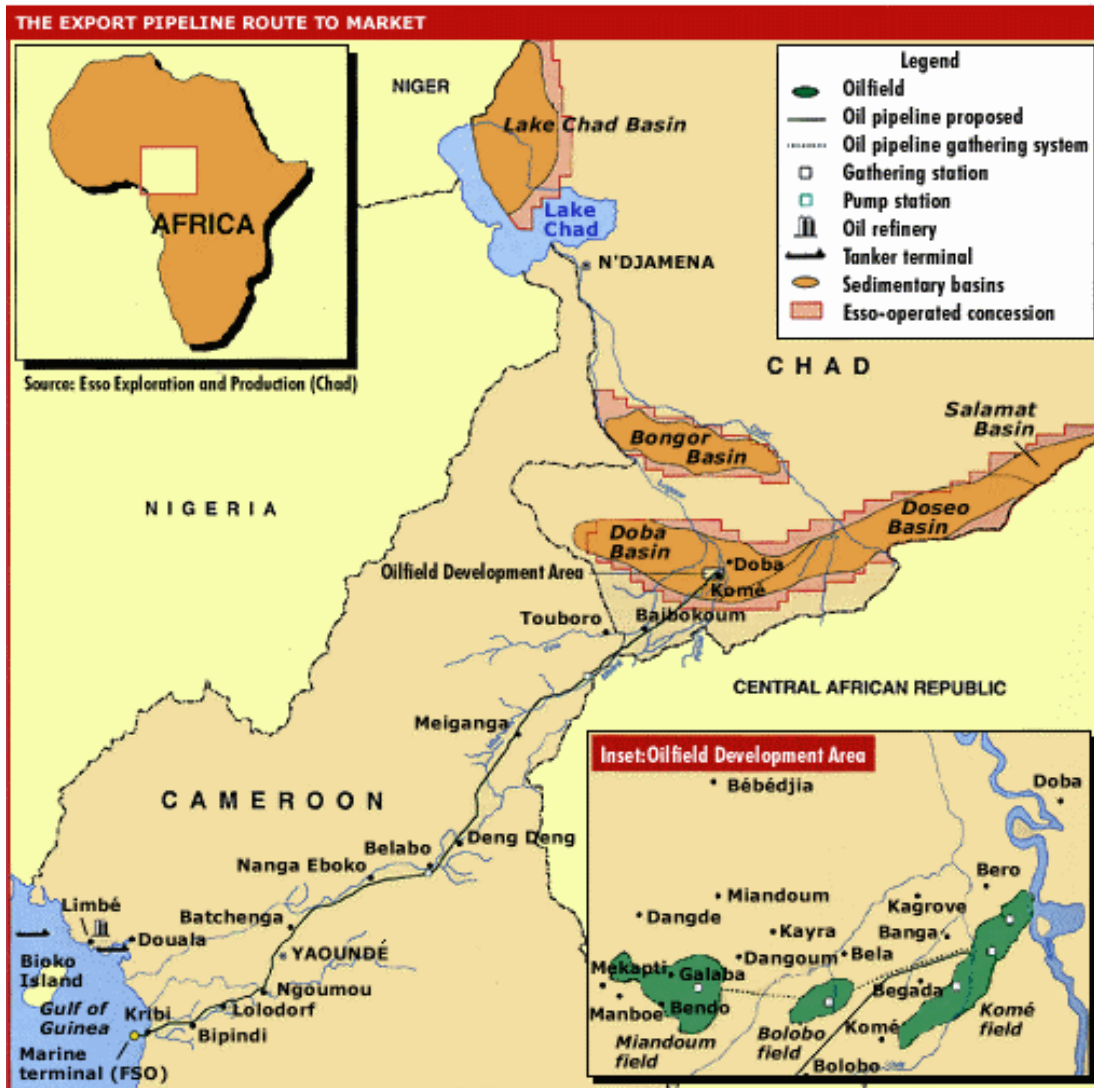 THE EXPORT PIPELINE ROUTE TO MARKET
AFRICA
Source: Esso Exploration and Production (Chad)
NIGER
Lake Chad Basin
Lake
Chad
N'DJAMENA
Legend
Oilfield
Oil pipeline proposed
Oil pipeline gathering system
Gathering station
Pump station
Oil refinery
Tanker terminal
Sedimentary basins
Esso-operated concession
CHAD
Salamat
Basin
Bongor
Basin
NIGERIA
Doseo
Basin
Doba
Basin
Doba
Oilfield Development Area
Komé
Touboro
Baibokoum
CENTRAL AFRICAN REPUBLIC
Meiganga
CAMEROON
Deng Deng
Belabo
Nanga Eboko
Batchenga
Limbé
Douala
YAOUNDÉ
Bioko
Island
Ngoumou
Lolodorf
Gulf of
Guinea
Kribi
Bipindi
Marine
terminal (FSO)
Inset:Oilfield Development Area
Bébédjia
Doba
Bero
Miandoum
Kagrove
Dangde
Kayra
Banga
Dangoum
Bela
Mekapti
Galaba
Begada
Manboe
Bendo
Miandoum
field
Bolobo
field
Komé
Komé
field
Bolobo